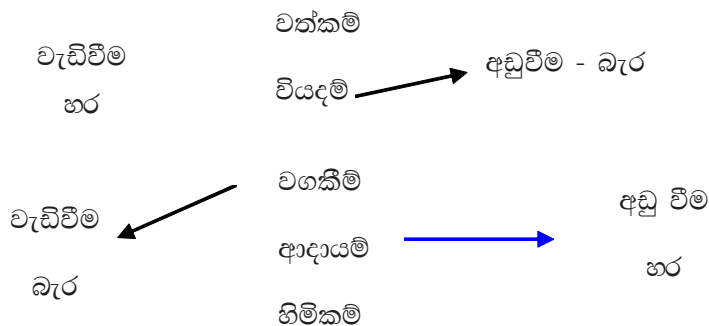 වත්කම්
වැඩිවීම
හර
වියදම්
අඩුවීම - බැර
වගකීම්
වැඩිවීම
බැර
ආදායම්
හිමිකම්
අඩු වීම
හර